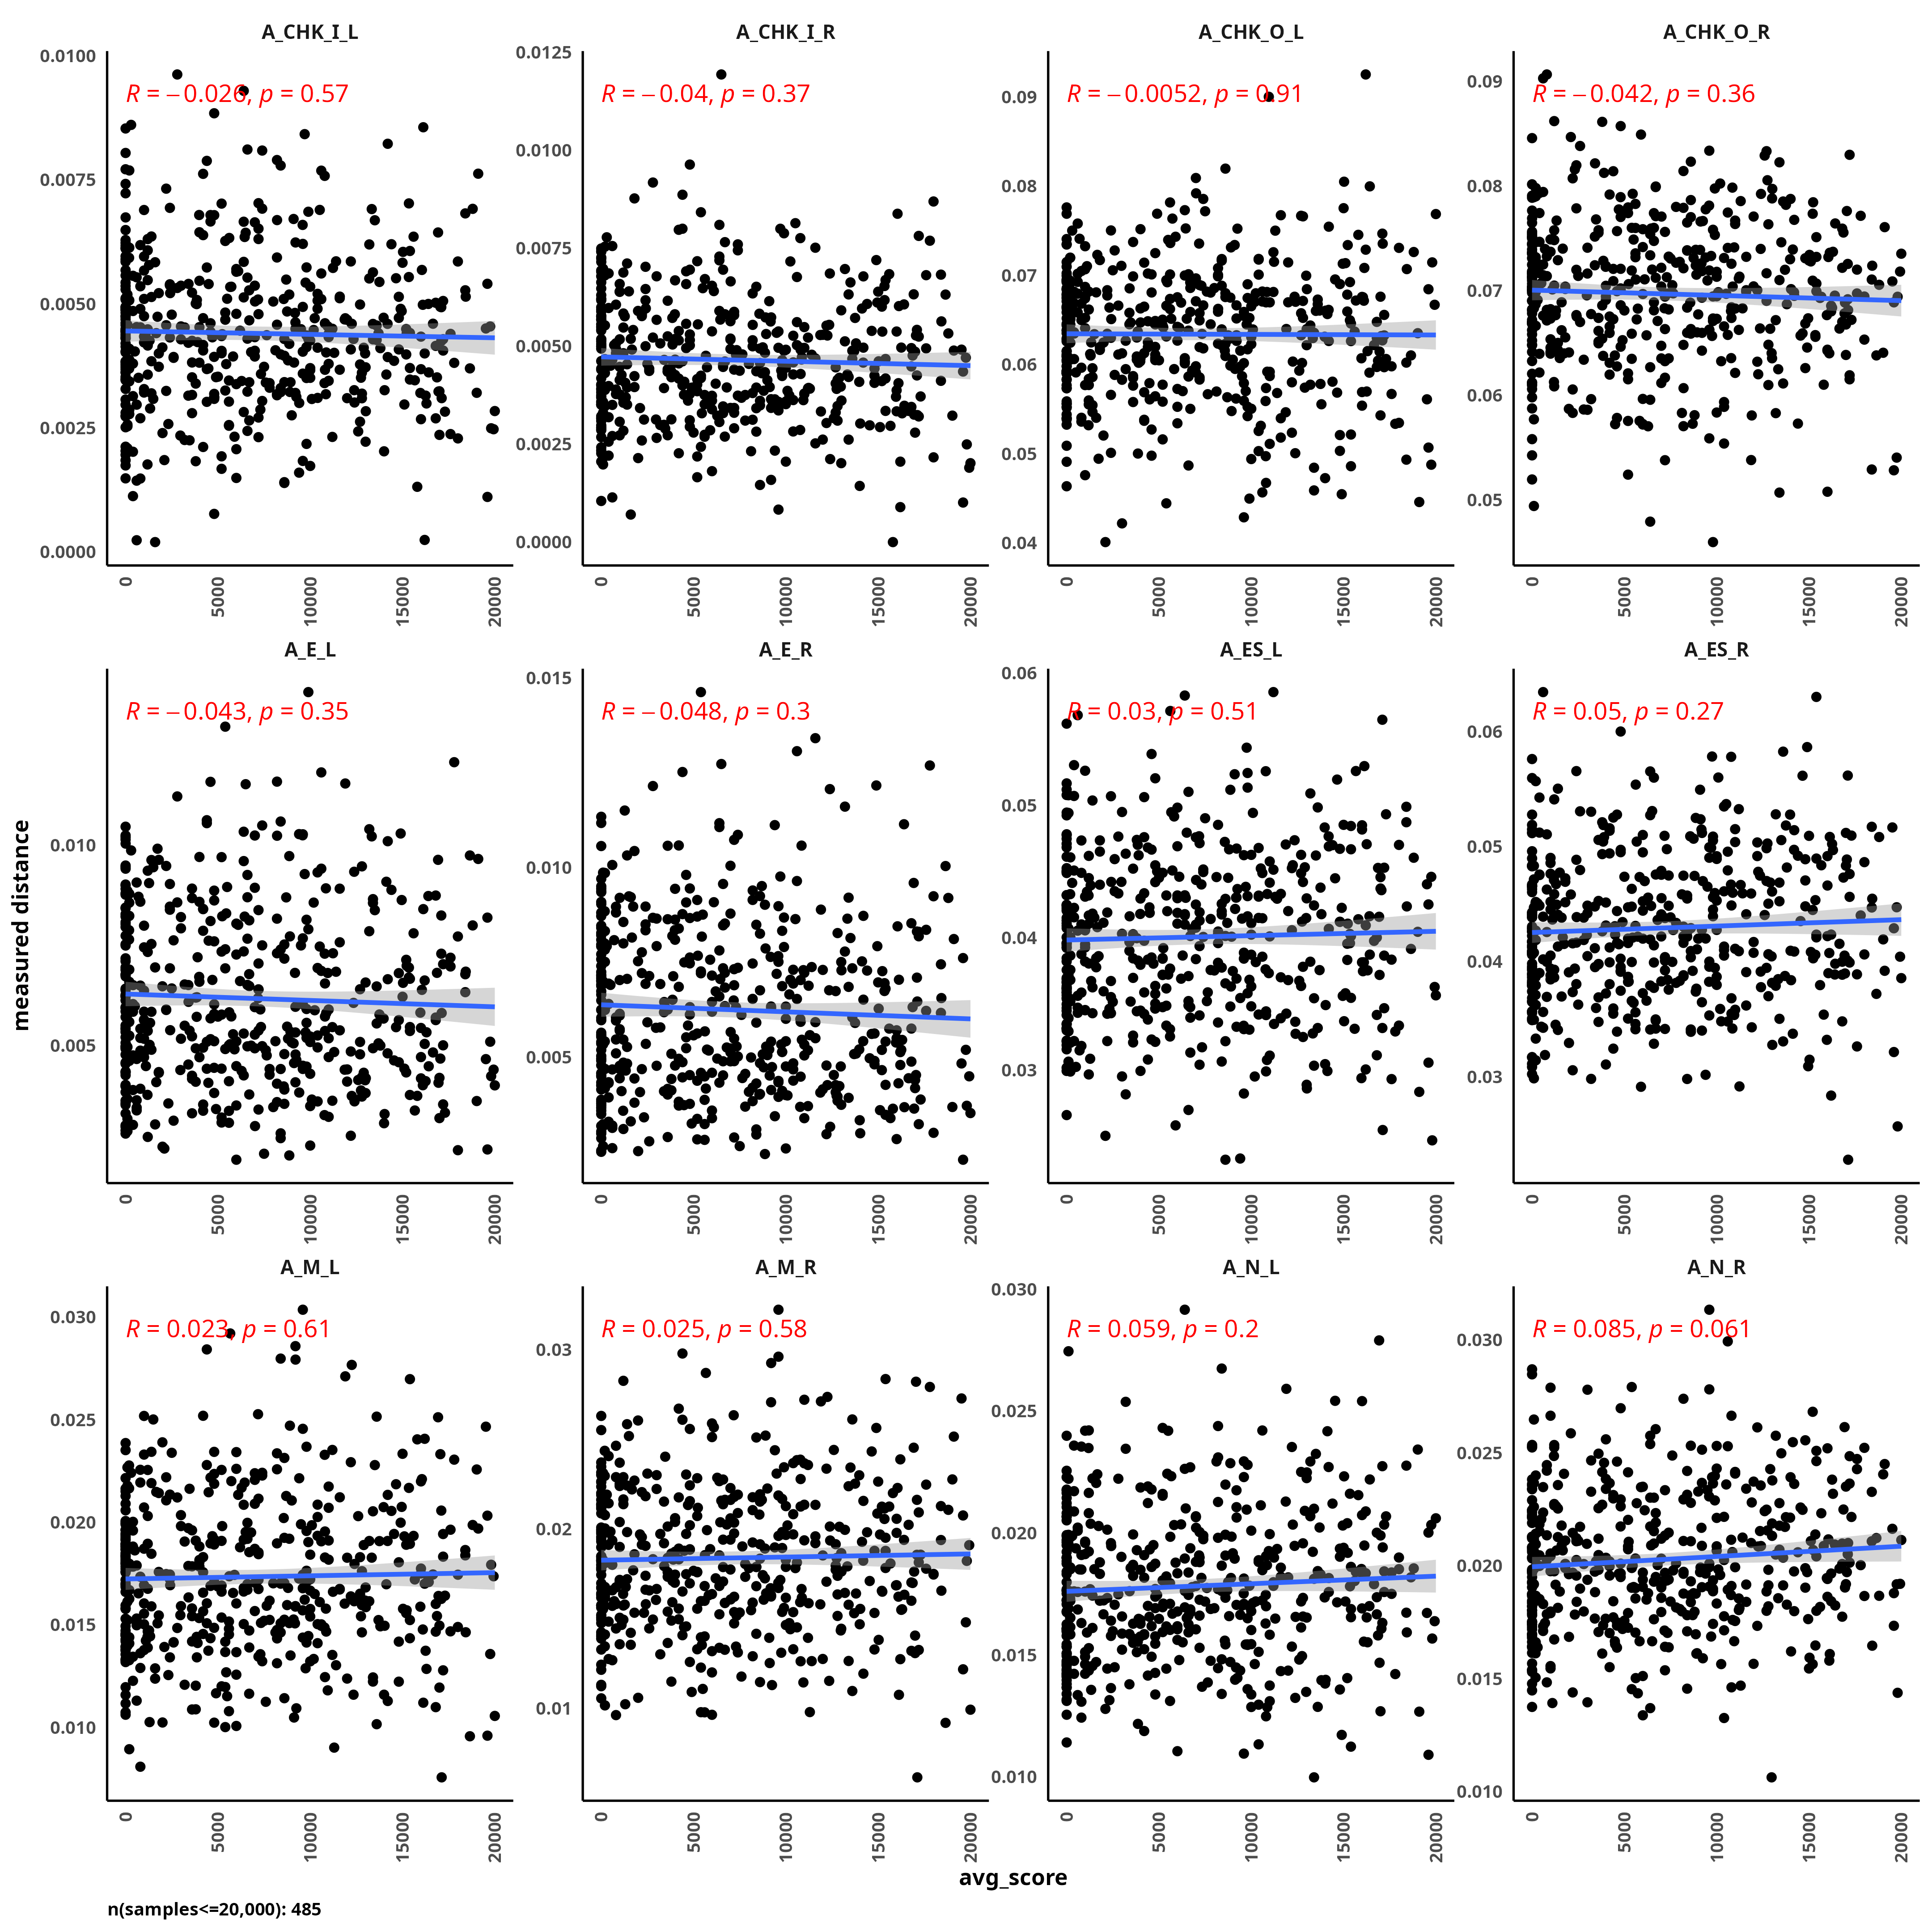 A_CHK_I_L A_CHK_I_R A_CHK_O_L A_CHK_O_R
R = −0.026, p = 0.57
0.0100
0.0075
0.0050
0.0025
0.0000
0 5000 10000 15000 20000
R = −0.04, p = 0.37
0.0125
0.0100
0.0075
0.0050
0.0025
0.0000
0 5000 10000 15000 20000
R = −0.0052, p = 0.91
0.09
0.08
0.07
0.06
0.05
0.04
0 5000 10000 15000 20000
R = −0.042, p = 0.36
0.09
0.08
0.07
0.06
0.05
0 5000 10000 15000 20000
A_E_L A_E_R A_ES_L A_ES_R
measured distance
R = −0.043, p = 0.35
0.010
0.005
0 5000 10000 15000 20000
R = −0.048, p = 0.3
0.015
0.010
0.005
0 5000 10000 15000 20000
R = 0.03, p = 0.51
0.06
0.05
0.04
0.03
0 5000 10000 15000 20000
R = 0.05, p = 0.27
0.06
0.05
0.04
0.03
0 5000 10000 15000 20000
A_M_L A_M_R A_N_L A_N_R
R = 0.023, p = 0.61
0.030
0.025
0.020
0.015
0.010
0 5000 10000 15000 20000
R = 0.025, p = 0.58
0.03
0.02
0.01
0 5000 10000 15000 20000
R = 0.059, p = 0.2
0.030
0.025
0.020
0.015
0.010
0 5000 10000 15000 20000
R = 0.085, p = 0.061
0.030
0.025
0.020
0.015
0.010
0 5000 10000 15000 20000
avg_score
n(samples<=20,000): 485